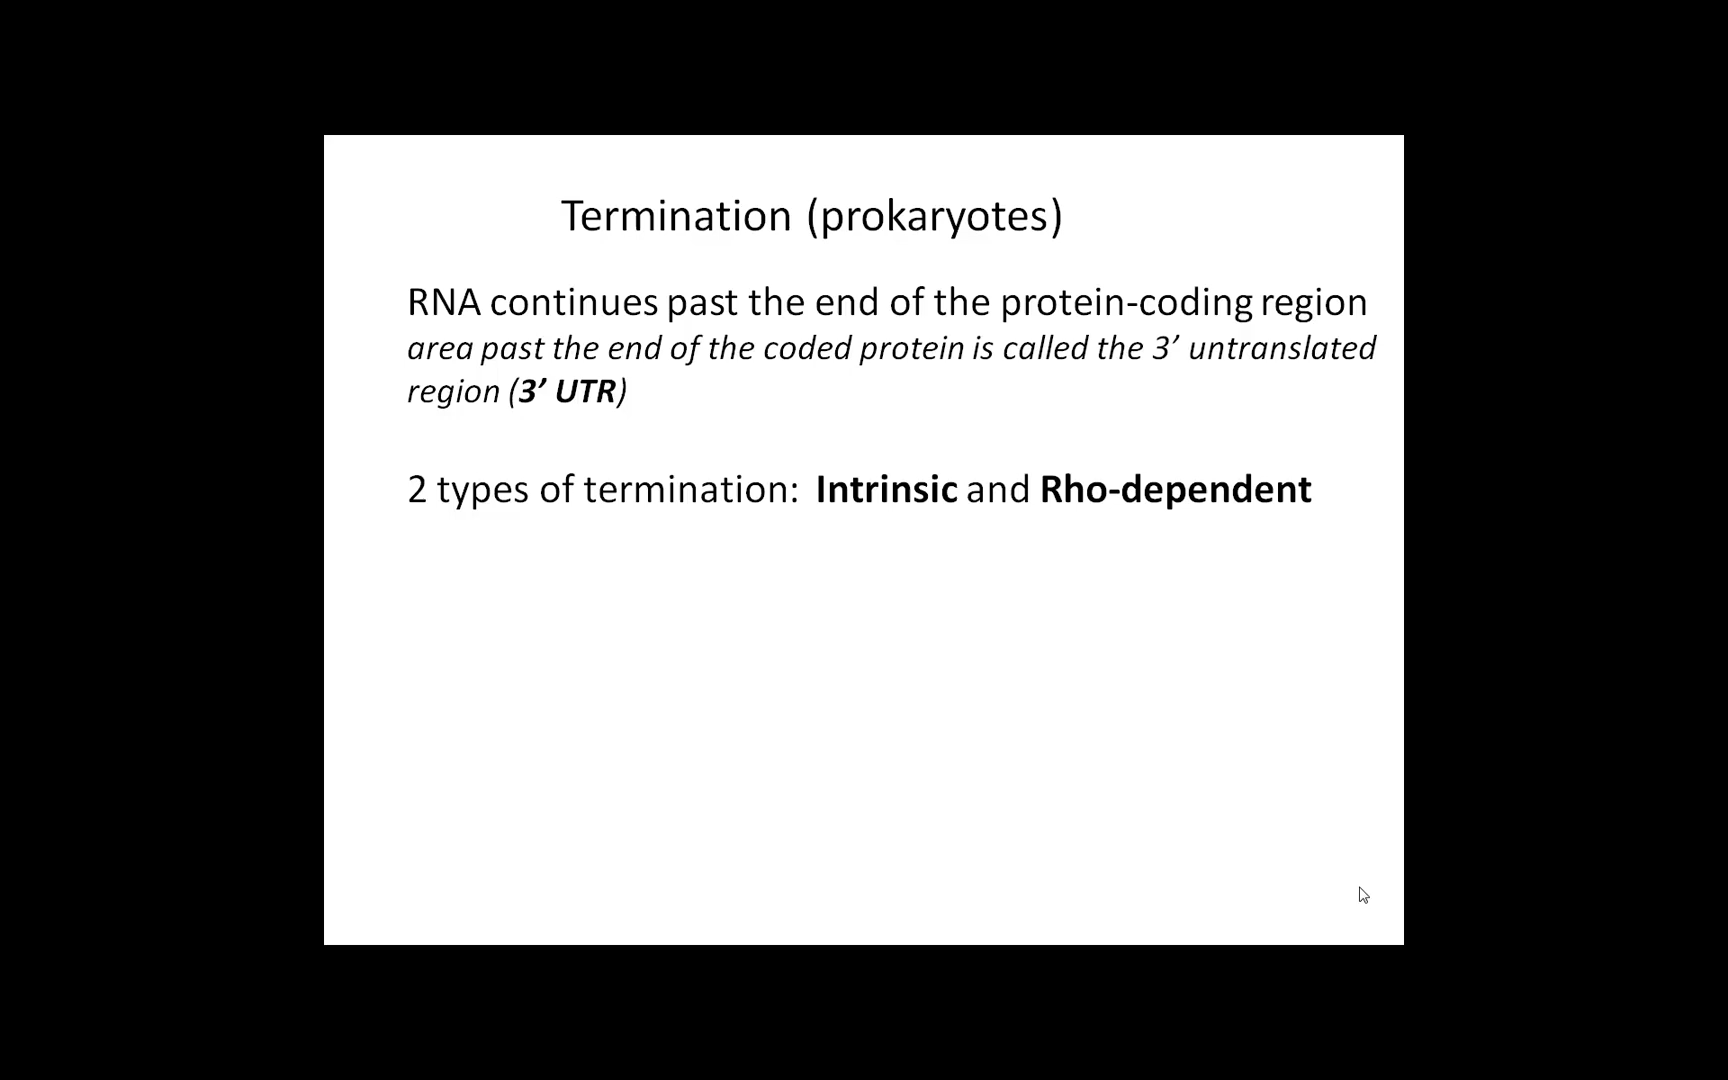 Termination (prokaryotes)
RNA continues past the end of the protein-coding region
area past the end of the coded protein is called the 3’ untranslated
region (3’ UTR)
2 types of termination:  Intrinsic and Rho-dependent